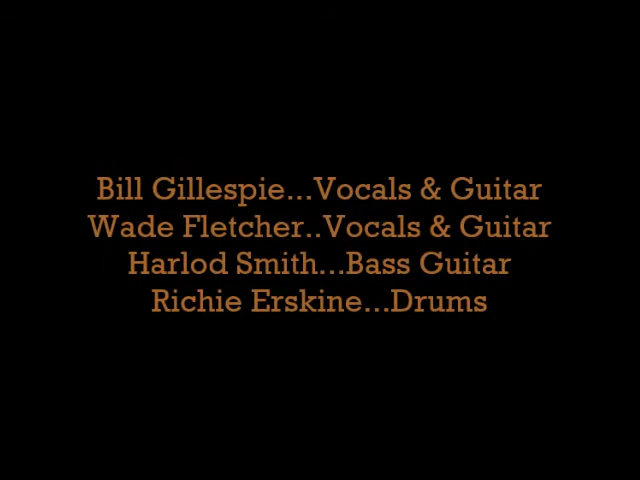 Bill Gillespie...Vocals & Guitar
Wade Fletcher..Vocals & Guitar
Harlod Smith...Bass Guitar
Richie Erskine...Drums